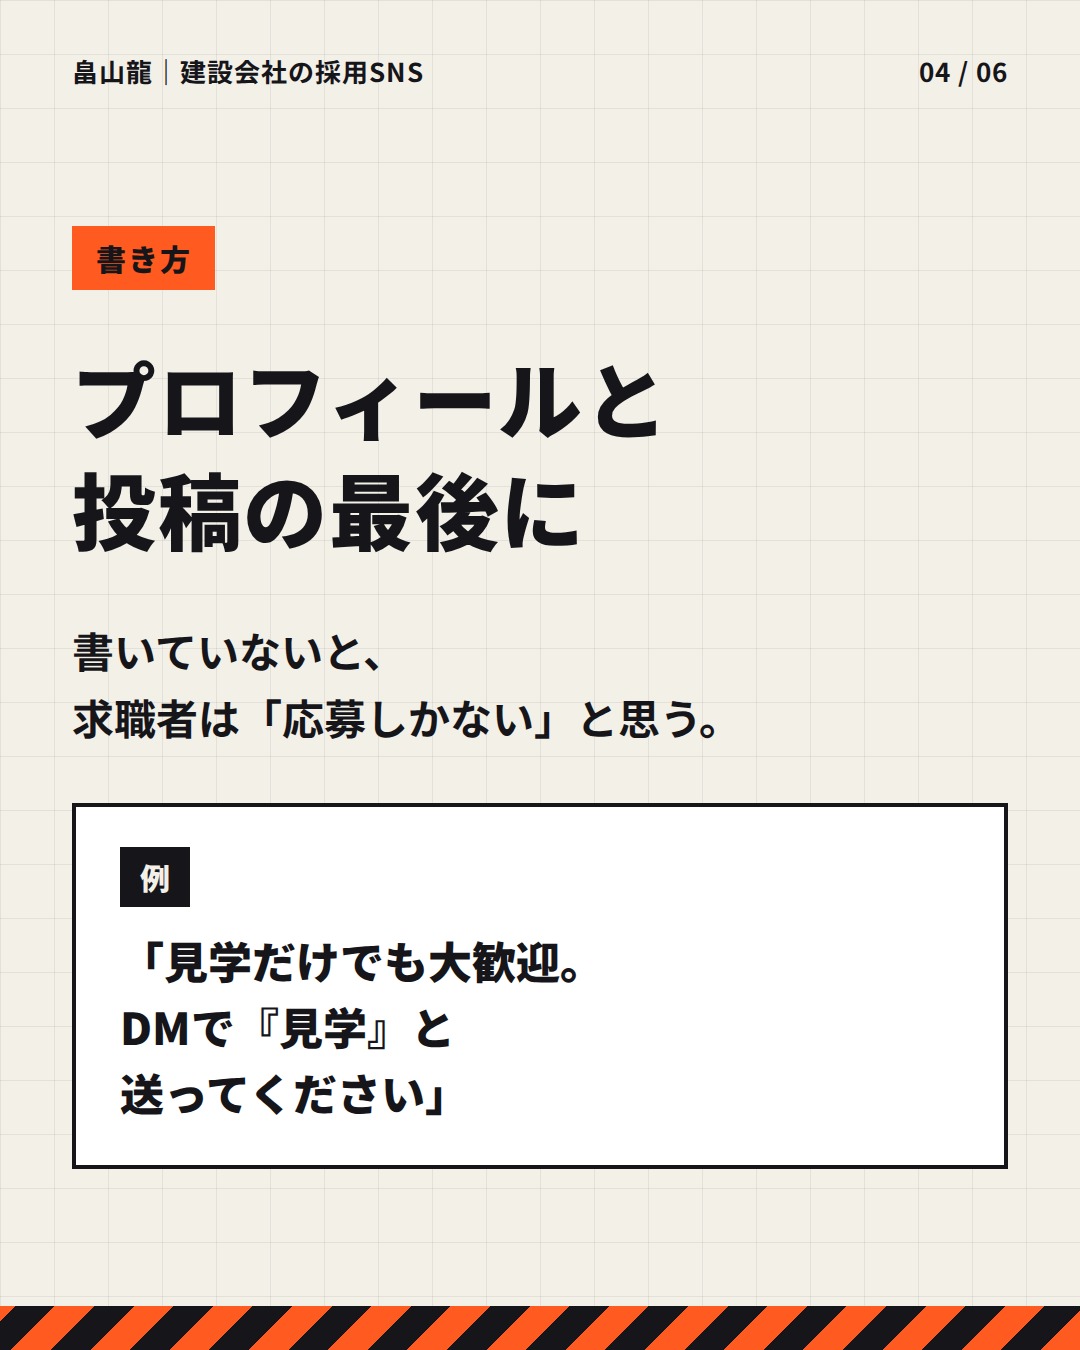 畠山龍｜建設会社の採用SNS
04 / 06
書き方
プロフィールと
投稿の最後に
書いていないと、
求職者は「応募しかない」と思う。
例
「見学だけでも大歓迎。
DMで『見学』と
送ってください」